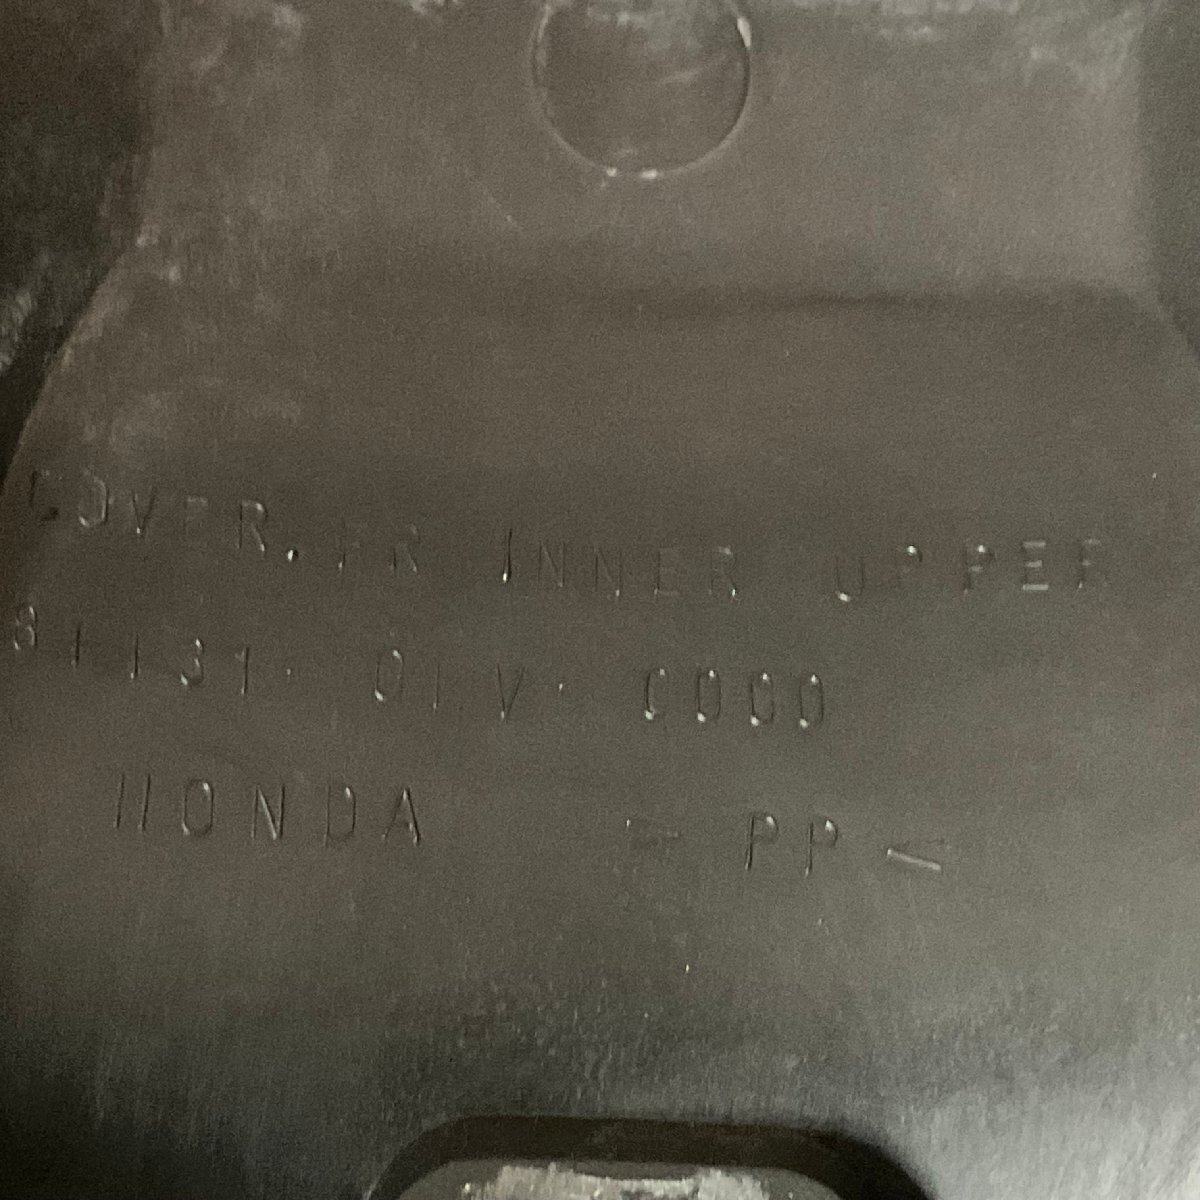 COVER, FR INNER UPPER
81131-01V-C000
HONDA >PP<